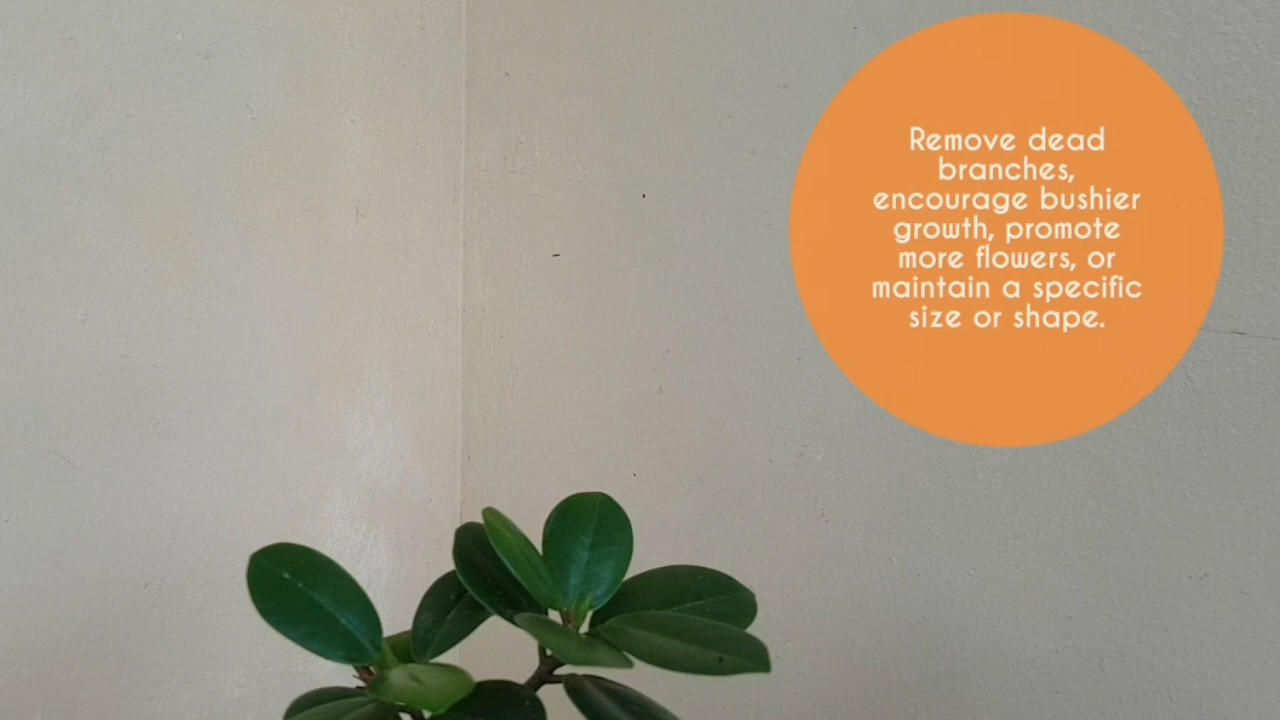 Remove dead
branches,
encourage bushier
growth, promote
more flowers, or
maintain a specific
size or shape.